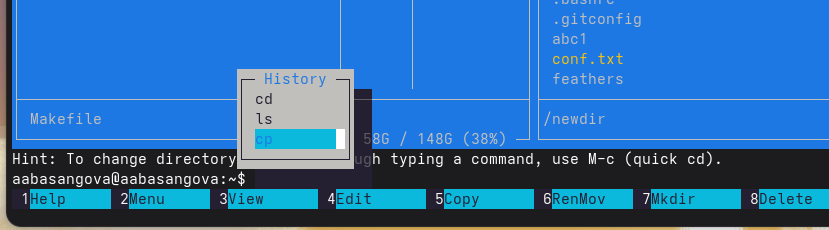 .bashrc
.gitconfig
abc1
conf.txt
feathers
History
cd
ls
cp
Makefile
58G / 148G (38%)
/newdir
Hint: To change directory ugh typing a command, use M-c (quick cd).
aabasangova@aabasangova:~$
1Help 2Menu 3View 4Edit 5Copy 6RenMov 7Mkdir 8Delete